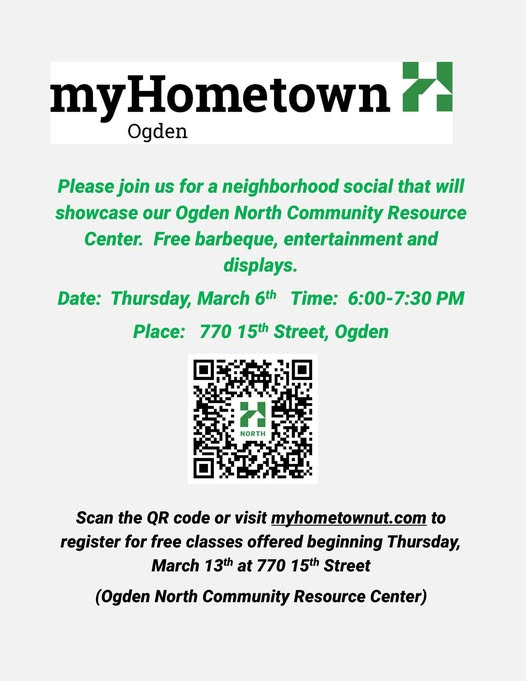 myHometown
Ogden
Please join us for a neighborhood social that will
showcase our Ogden North Community Resource
Center.  Free barbeque, entertainment and
displays.
Date:  Thursday, March 6th   Time:  6:00-7:30 PM
Place:   770 15th Street, Ogden
NORTH
Scan the QR code or visit myhometownut.com to
register for free classes offered beginning Thursday,
March 13th at 770 15th Street
(Ogden North Community Resource Center)